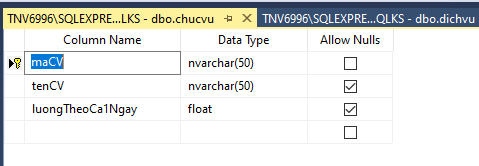 TNV6996\SQLEXPRE...LKS - dbo.chucvu TNV6996\SQLEXPRE...QLKS - dbo.dichvu
Column Name Data Type Allow Nulls
maCV nvarchar(50)
tenCV nvarchar(50)
luongTheoCa1Ngay float